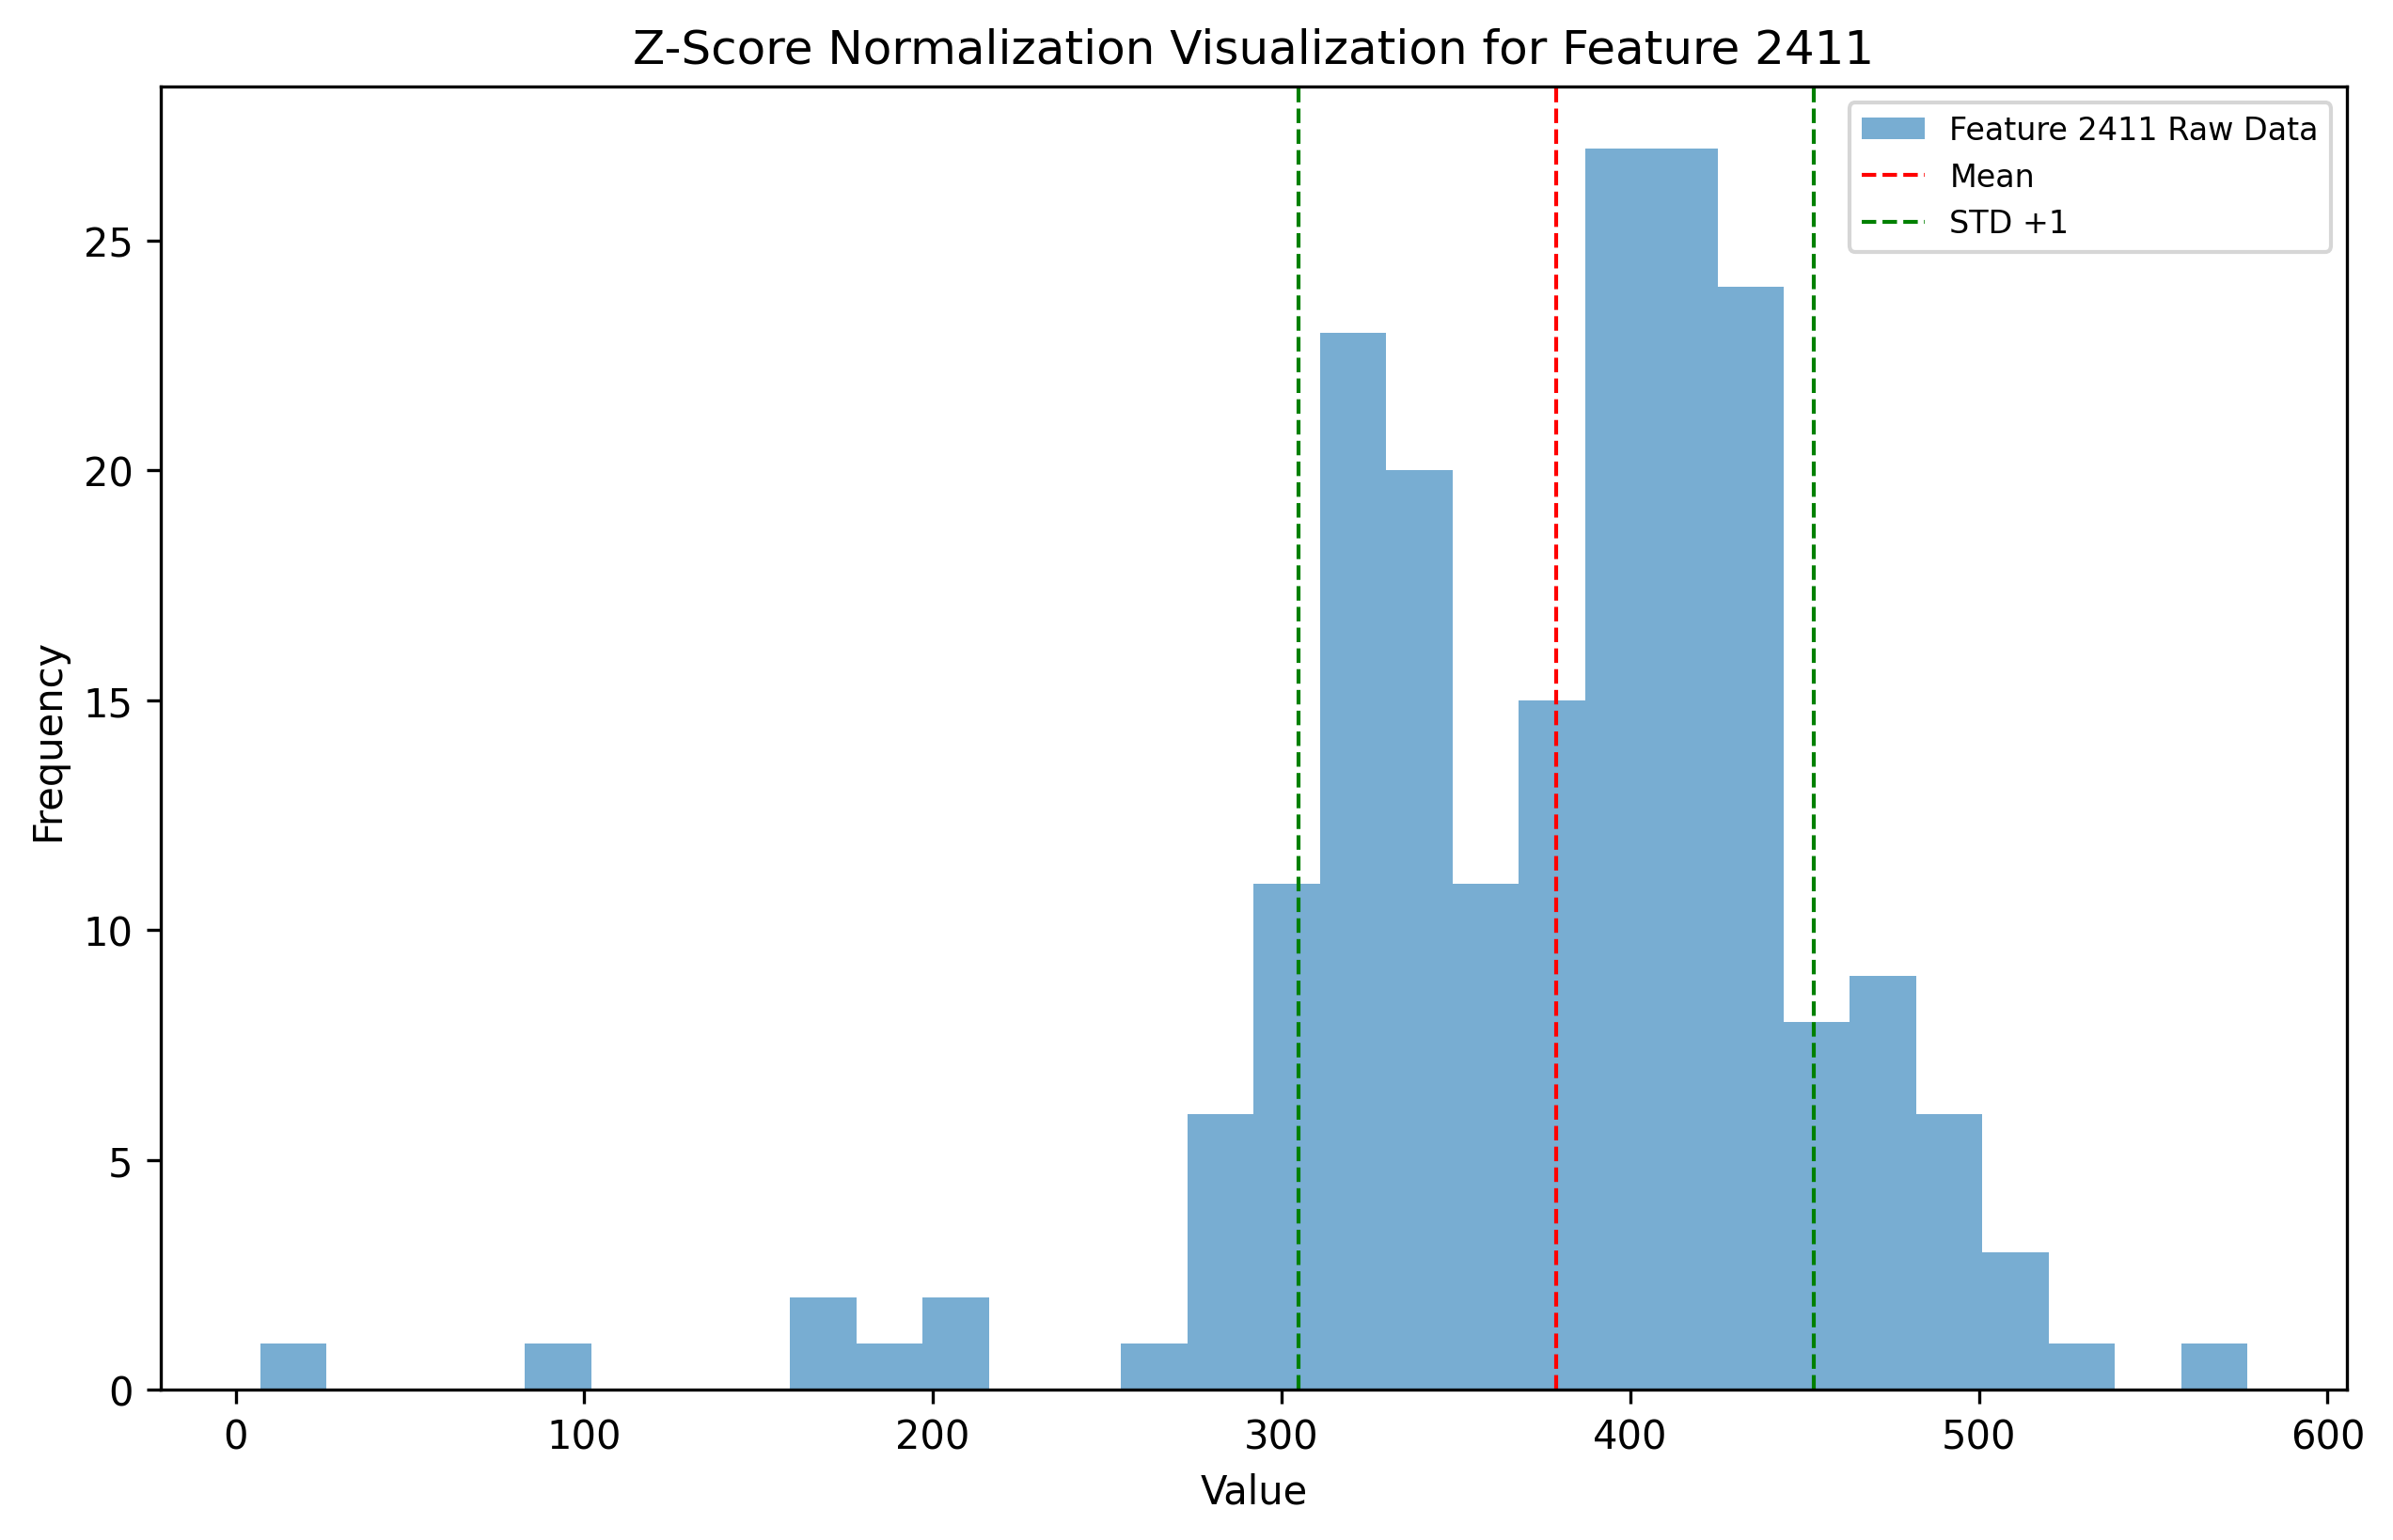 Z-Score Normalization Visualization for Feature 2411
Feature 2411 Raw Data
Mean
STD +1
Frequency
25
20
15
10
5
0
0 100 200 300 400 500 600
Value